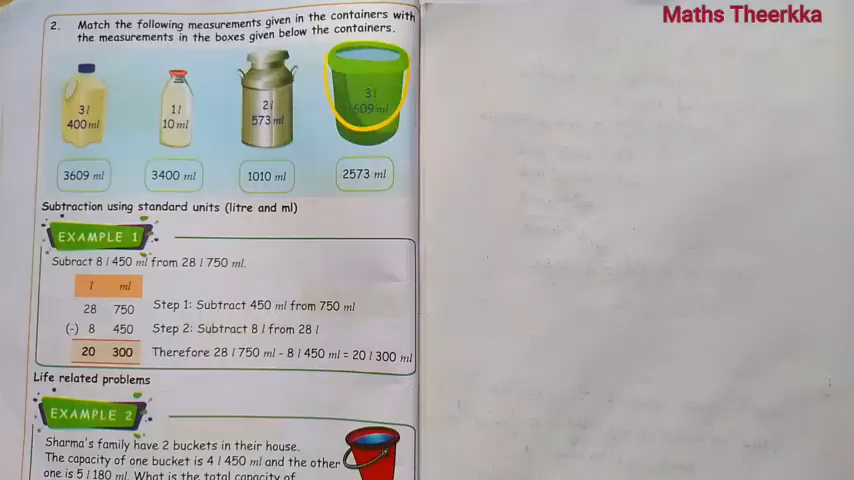 Maths Theerkka
2. Match the following measurements given in the containers with
the measurements in the boxes given below the containers.
3 l
400 ml
1 l
10 ml
2 l
573 ml
3 l
609 ml
3609 ml
3400 ml
1010 ml
2573 ml
Subtraction using standard units (litre and ml)
EXAMPLE 1
Subract 8 l 450 ml from 28 l 750 ml.
l ml
28 750
(-) 8 450
20 300
Step 1: Subtract 450 ml from 750 ml
Step 2: Subtract 8 l from 28 l
Therefore 28 l 750 ml - 8 l 450 ml = 20 l 300 ml
Life related problems
EXAMPLE 2
Sharma's family have 2 buckets in their house.
The capacity of one bucket is 4 l 450 ml and the other
one is 5 l 180 ml. What is the total capacity of